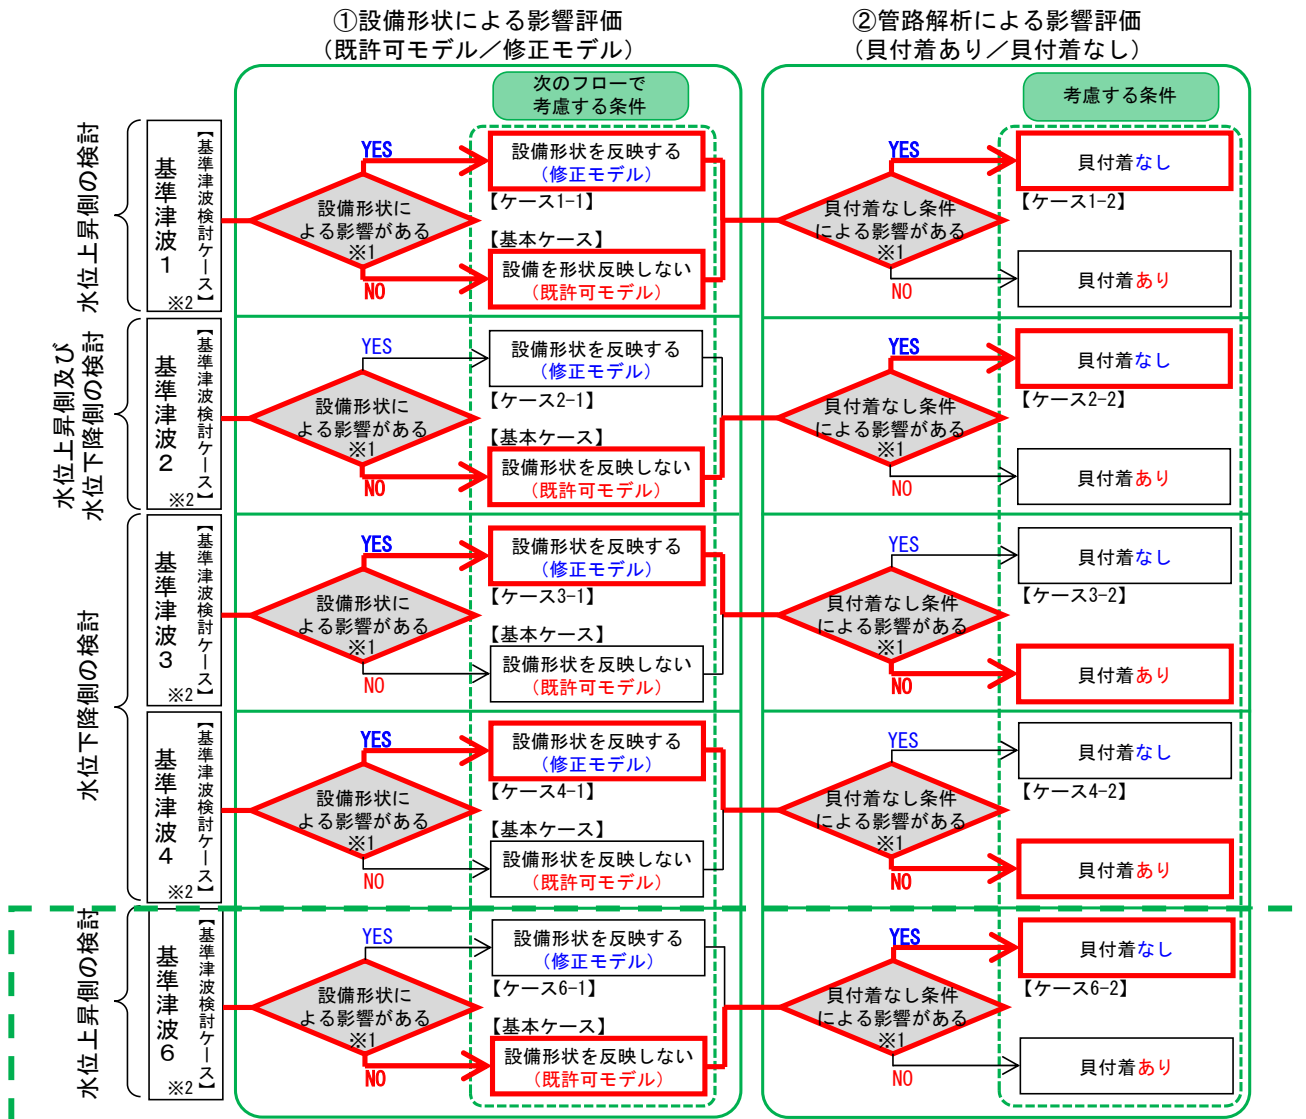 ①設備形状による影響評価
(既許可モデル／修正モデル)
②管路解析による影響評価
(貝付着あり／貝付着なし)
次のフローで
考慮する条件
考慮する条件
水位上昇側の検討
基準津波1
【基準津波検討ケース】
※2
設備形状に
よる影響がある
※1
YES
NO
設備形状を反映する
(修正モデル)
【ケース1-1】
【基本ケース】
設備を形状反映しない
(既許可モデル)
貝付着なし条件
による影響がある
※1
YES
NO
貝付着なし
【ケース1-2】
貝付着あり
水位上昇側及び
水位下降側の検討
基準津波2
【基準津波検討ケース】
※2
設備形状に
よる影響がある
※1
YES
NO
設備形状を反映する
(修正モデル)
【ケース2-1】
【基本ケース】
設備形状を反映しない
(既許可モデル)
貝付着なし条件
による影響がある
※1
YES
NO
貝付着なし
【ケース2-2】
貝付着あり
水位下降側の検討
基準津波3
【基準津波検討ケース】
※2
設備形状に
よる影響がある
※1
YES
NO
設備形状を反映する
(修正モデル)
【ケース3-1】
【基本ケース】
設備形状を反映しない
(既許可モデル)
貝付着なし条件
による影響がある
※1
YES
NO
貝付着なし
【ケース3-2】
貝付着あり
基準津波4
【基準津波検討ケース】
※2
設備形状に
よる影響がある
※1
YES
NO
設備形状を反映する
(修正モデル)
【ケース4-1】
【基本ケース】
設備形状を反映しない
(既許可モデル)
貝付着なし条件
による影響がある
※1
YES
NO
貝付着なし
【ケース4-2】
貝付着あり
水位上昇側の検討
基準津波6
【基準津波検討ケース】
※2
設備形状に
よる影響がある
※1
YES
NO
設備形状を反映する
(修正モデル)
【ケース6-1】
【基本ケース】
設備形状を反映しない
(既許可モデル)
貝付着なし条件
による影響がある
※1
YES
NO
貝付着なし
【ケース6-2】
貝付着あり